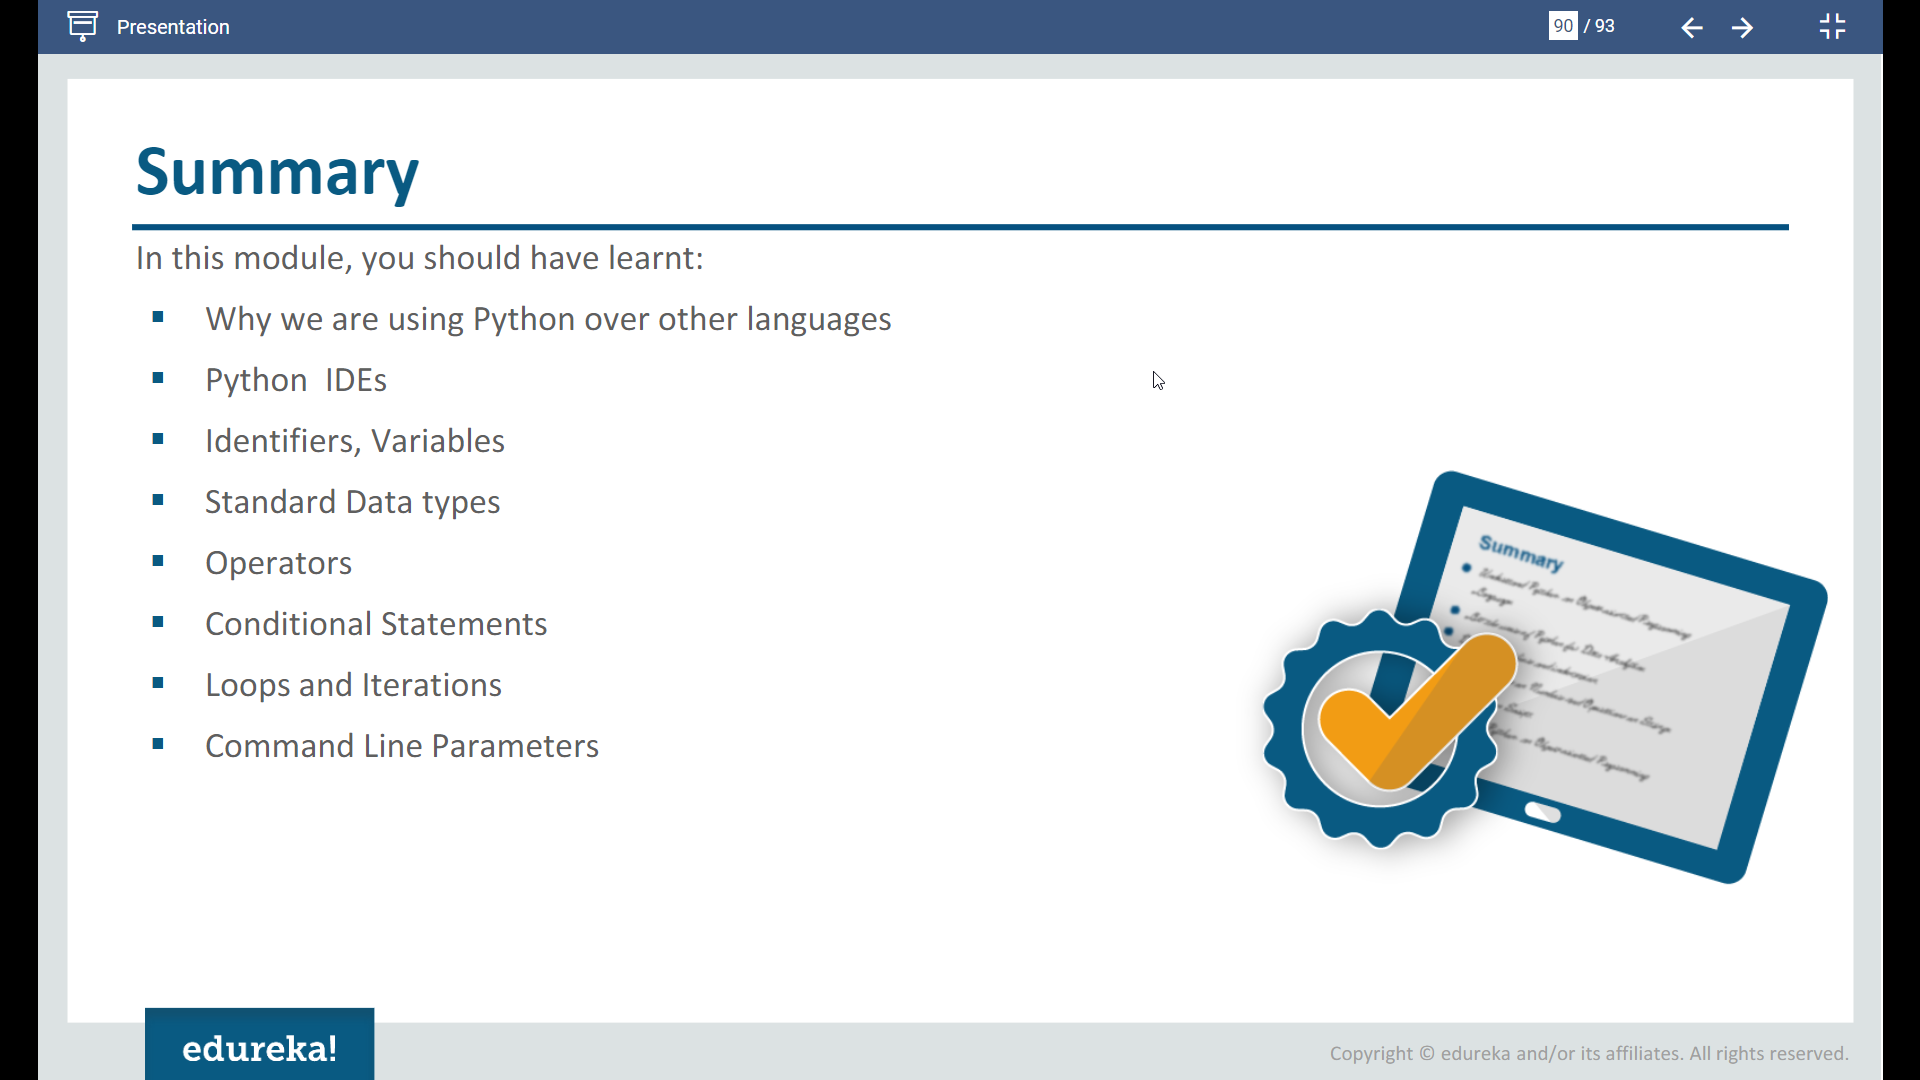 Presentation
90 / 93
Summary
In this module, you should have learnt:
Why we are using Python over other languages
Python IDEs
Identifiers, Variables
Standard Data types
Operators
Conditional Statements
Loops and Iterations
Command Line Parameters
Summary
edureka!
Copyright © edureka and/or its affiliates. All rights reserved.